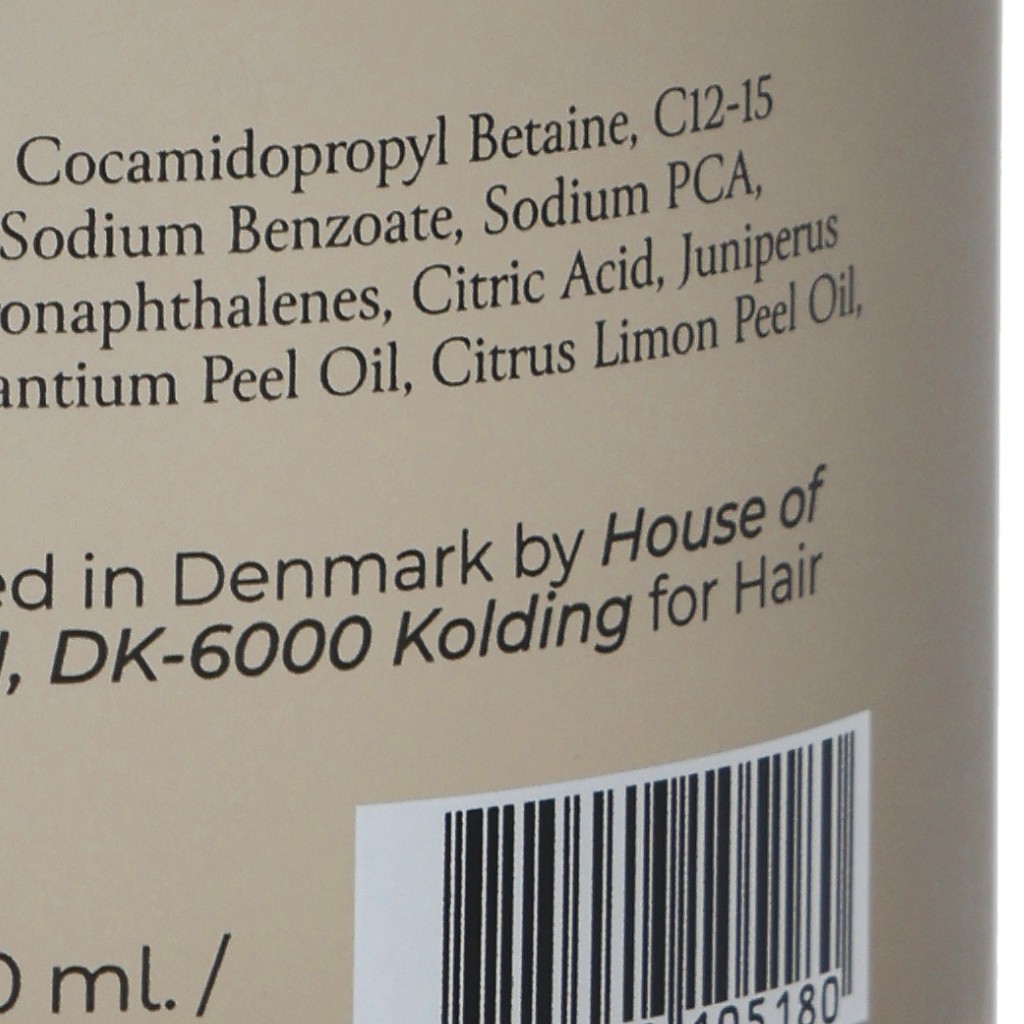 Cocamidopropyl Betaine, C12-15
Sodium Benzoate, Sodium PCA,
onaphthalenes, Citric Acid, Juniperus
antium Peel Oil, Citrus Limon Peel Oil,
ed in Denmark by House of
, DK-6000 Kolding for Hair
0 ml. /
105180